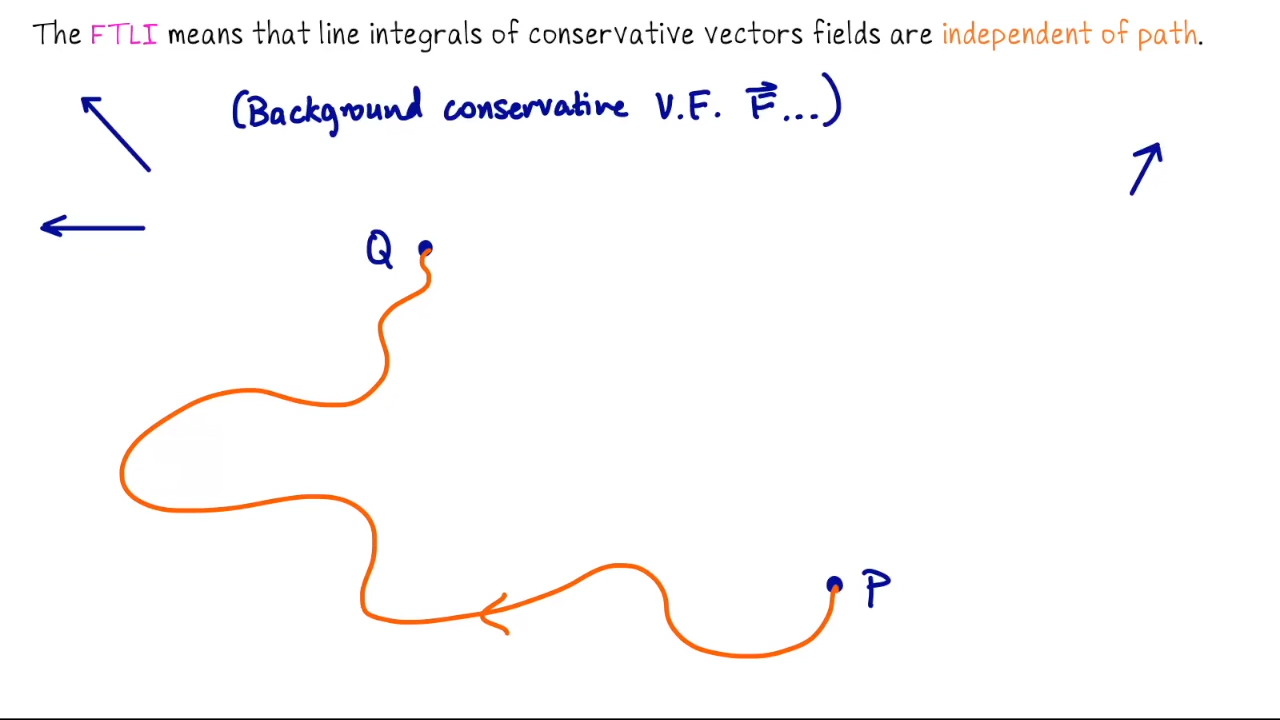 The FTLI means that line integrals of conservative vectors fields are independent of path.
(Background conservative V.F. F⃗...)
Q
P